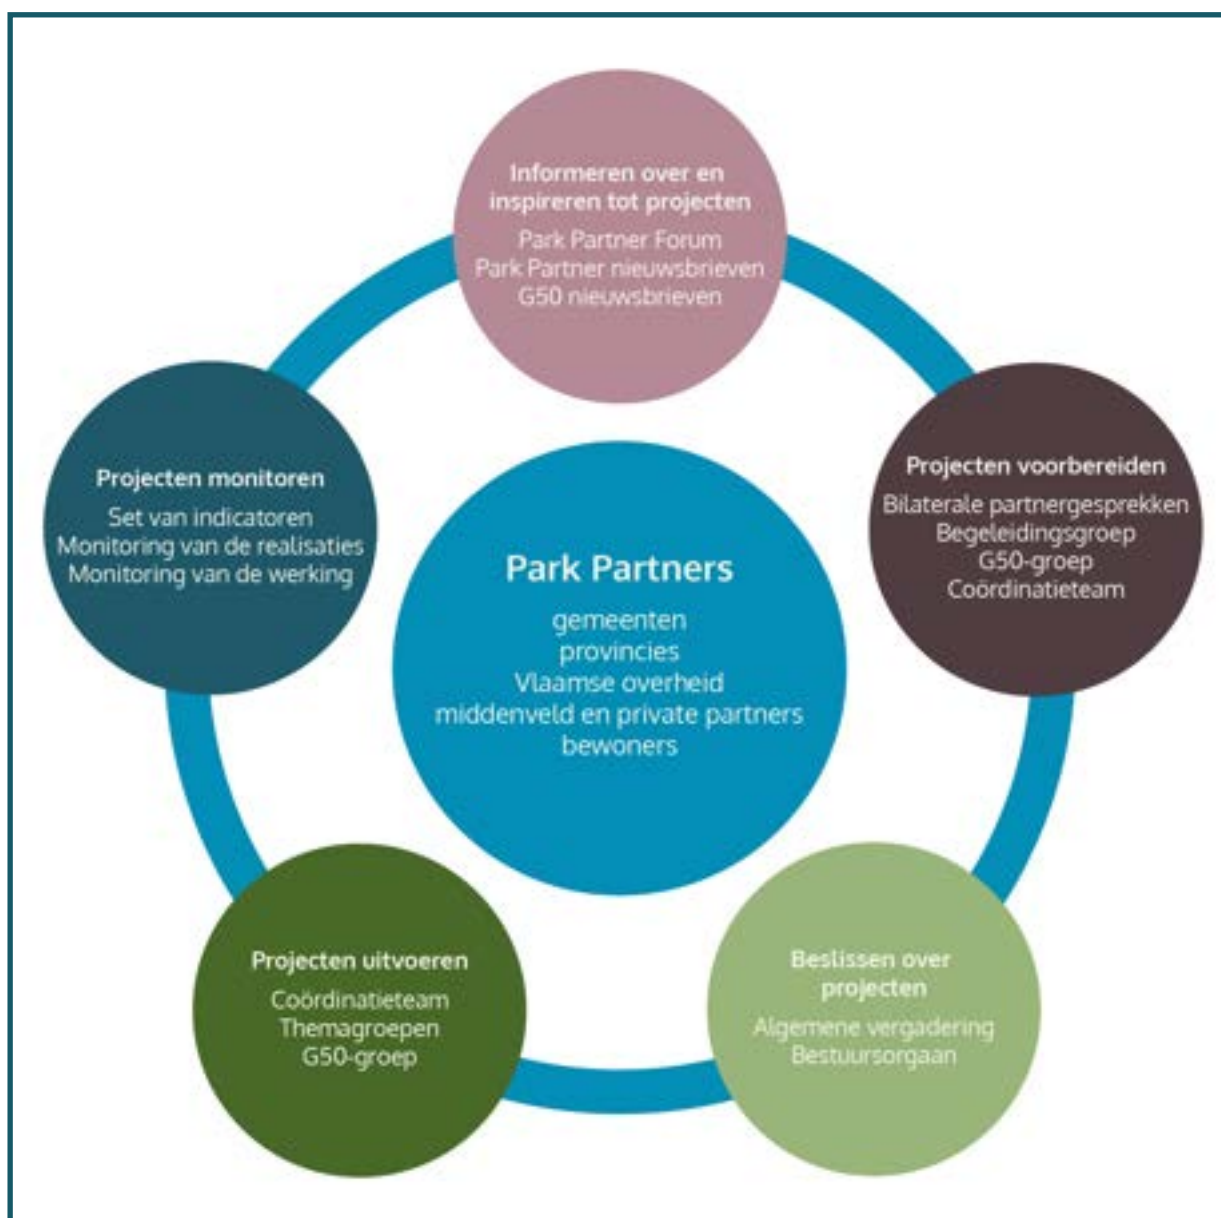 Informeren over en
inspireren tot projecten
Park Partner Forum
Park Partner nieuwsbrieven
G50 nieuwsbrieven
Projecten voorbereiden
Bilaterale partnergesprekken
Begeleidingsgroep
G50-groep
Coördinatieteam
Beslissen over
projecten
Algemene vergadering
Bestuursorgaan
Projecten uitvoeren
Coördinatieteam
Themagroepen
G50-groep
Projecten monitoren
Set van indicatoren
Monitoring van de realisaties
Monitoring van de werking
Park Partners
gemeenten
provincies
Vlaamse overheid
middenveld en private partners
bewoners